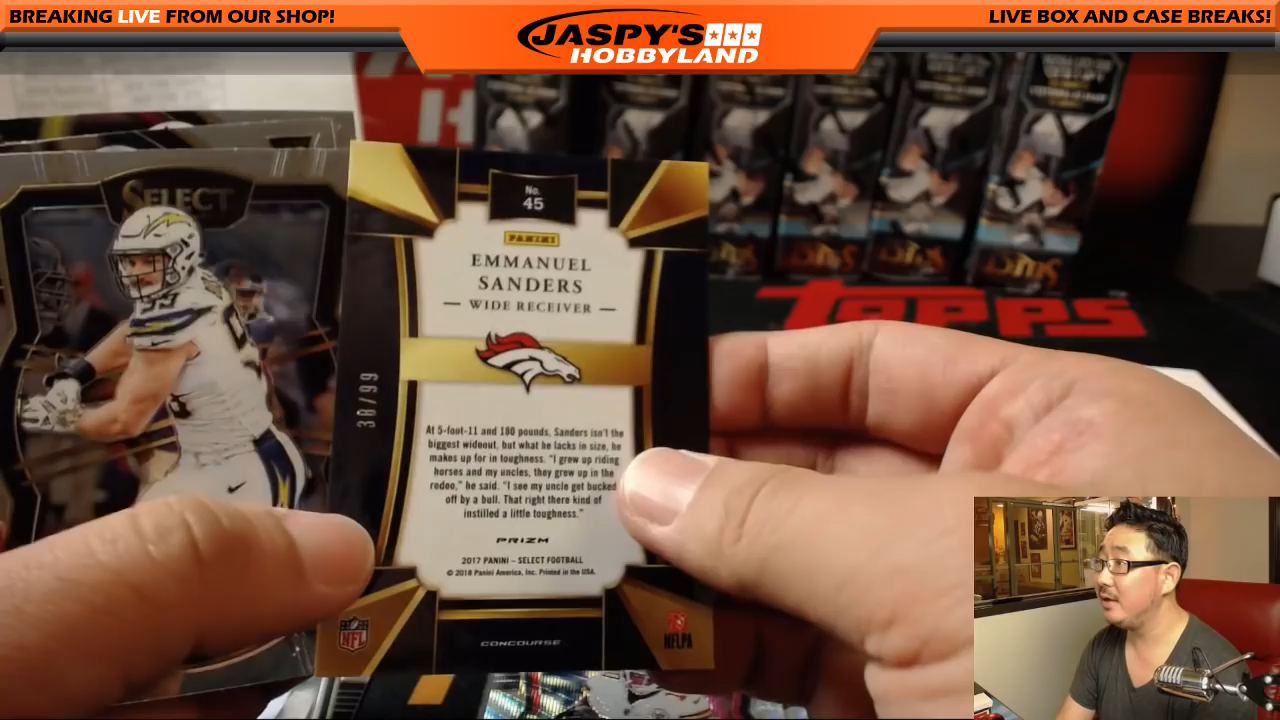 BREAKING LIVE FROM OUR SHOP!
JASPY'S
HOBBYLAND
LIVE BOX AND CASE BREAKS!
SELECT
No.
45
PANINI
EMMANUEL
SANDERS
— WIDE RECEIVER —
38/99
At 5-foot-11 and 180 pounds, Sanders isn't the
biggest wideout, but what he lacks in size, he
makes up for in toughness. "I grew up riding
horses and my uncles, they grew up in the
rodeo," he said. "I see my uncle get bucked
off by a bull. That right there kind of
instilled a little toughness."
PRIZM
2017 PANINI – SELECT FOOTBALL
© 2018 Panini America, Inc. Printed in the USA.
NFL
NFLPA
CONCOURSE
TOPPS